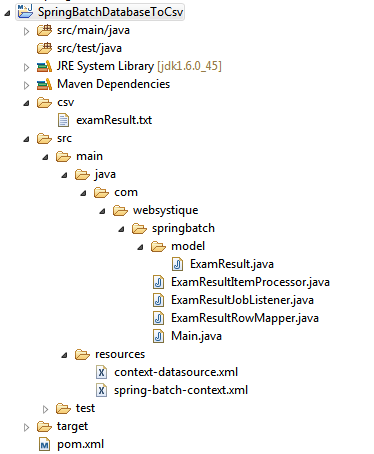 SpringBatchDatabaseToCsv
src/main/java
src/test/java
JRE System Library [jdk1.6.0_45]
Maven Dependencies
csv
examResult.txt
src
main
java
com
websystique
springbatch
model
ExamResult.java
ExamResultItemProcessor.java
ExamResultJobListener.java
ExamResultRowMapper.java
Main.java
resources
context-datasource.xml
spring-batch-context.xml
test
target
pom.xml